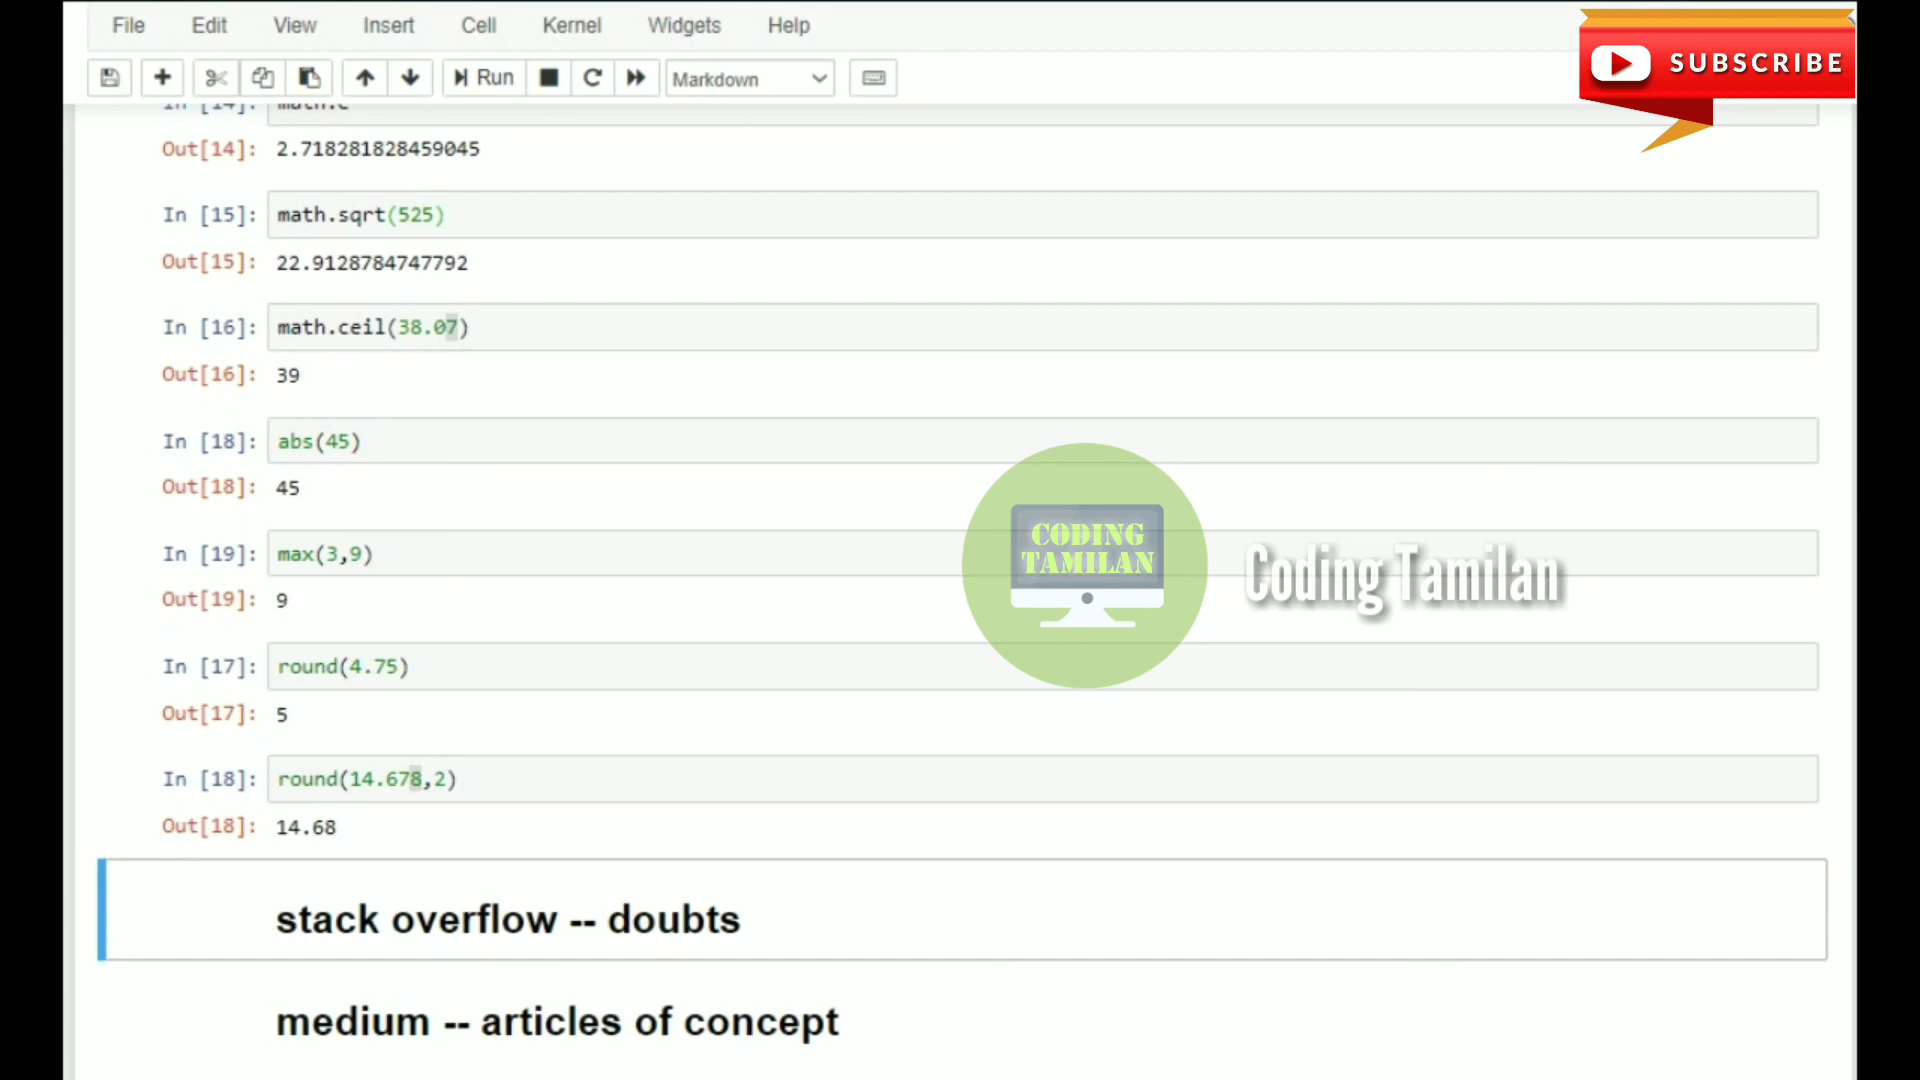 File Edit View Insert Cell Kernel Widgets Help
SUBSCRIBE
Run Markdown
In [14]: math.e
Out[14]: 2.718281828459045
In [15]: math.sqrt(525)
Out[15]: 22.9128784747792
In [16]: math.ceil(38.07)
Out[16]: 39
In [18]: abs(45)
Out[18]: 45
In [19]: max(3,9)
Out[19]: 9
CODING
TAMILAN
Coding Tamilan
In [17]: round(4.75)
Out[17]: 5
In [18]: round(14.678,2)
Out[18]: 14.68
stack overflow -- doubts
medium -- articles of concept